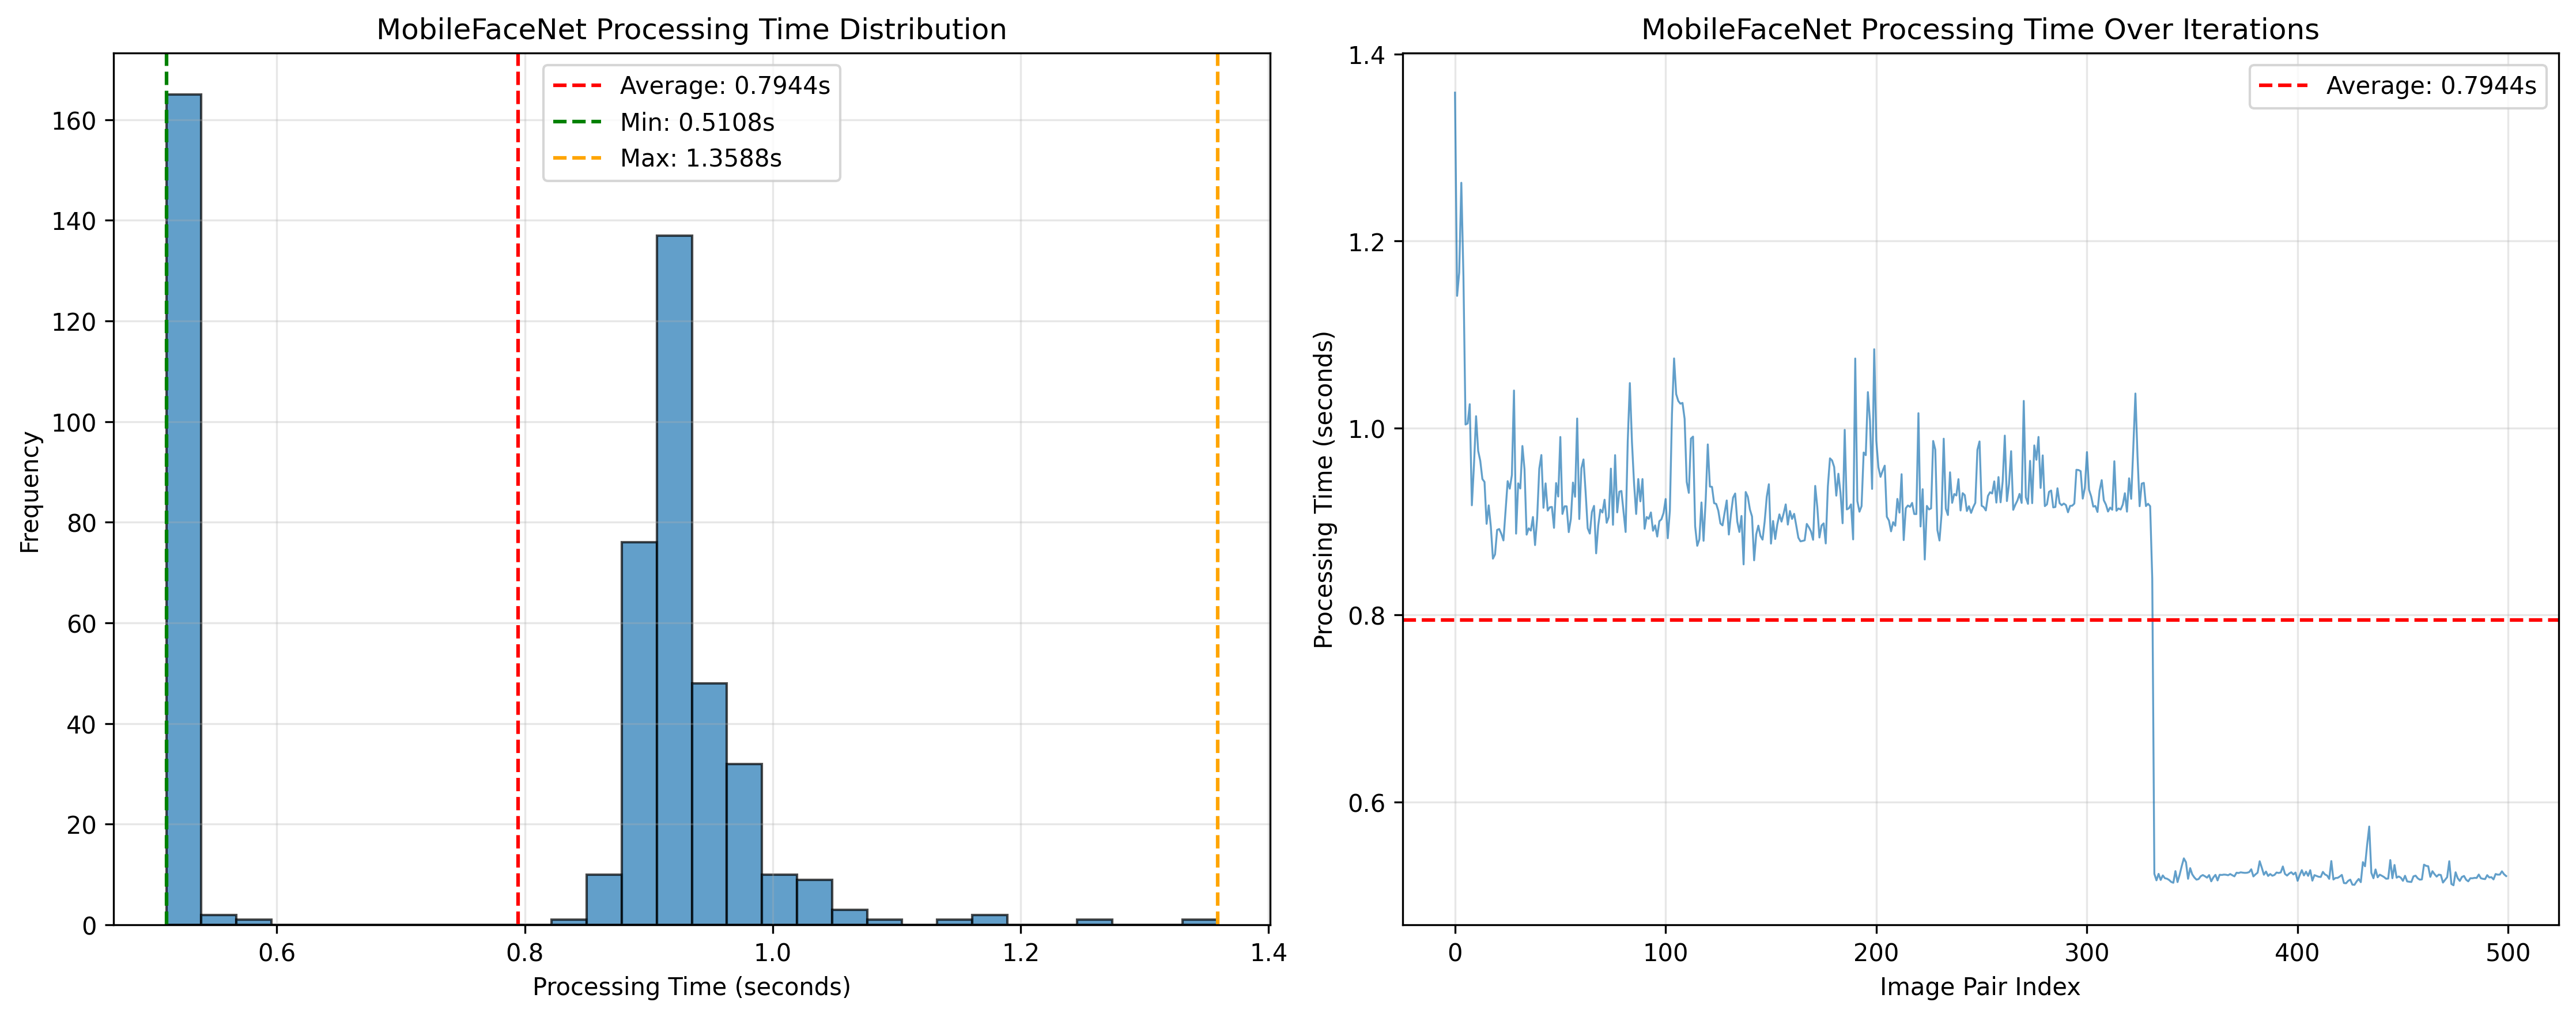 MobileFaceNet Processing Time Distribution
Average: 0.7944s
Min: 0.5108s
Max: 1.3588s
Frequency
160
140
120
100
80
60
40
20
0
0.6
0.8
1.0
1.2
1.4
Processing Time (seconds)
MobileFaceNet Processing Time Over Iterations
Average: 0.7944s
Processing Time (seconds)
1.4
1.2
1.0
0.8
0.6
0
100
200
300
400
500
Image Pair Index